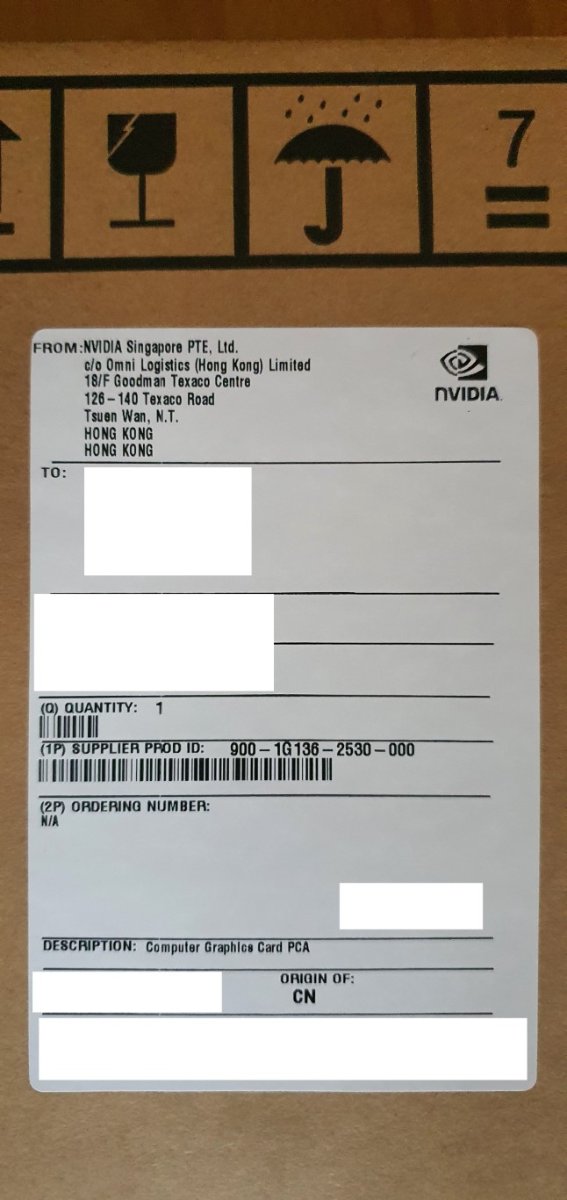 7
=
FROM:NVIDIA Singapore PTE, Ltd.
c/o Omni Logistics (Hong Kong) Limited
18/F Goodman Texaco Centre
126-140 Texaco Road
Tsuen Wan, N.T.
HONG KONG
HONG KONG
NVIDIA.
TO:
(Q) QUANTITY: 1
(1P) SUPPLIER PROD ID: 900-1G136-2530-000
(2P) ORDERING NUMBER:
N/A
DESCRIPTION: Computer Graphics Card PCA
ORIGIN OF:
CN